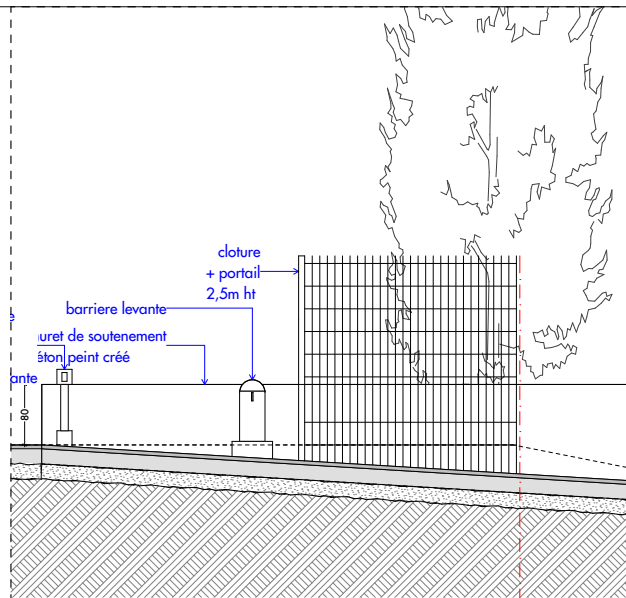 cloture
+ portail
2,5m ht
barriere levante
uret de soutenement
éton peint créé
ante
80